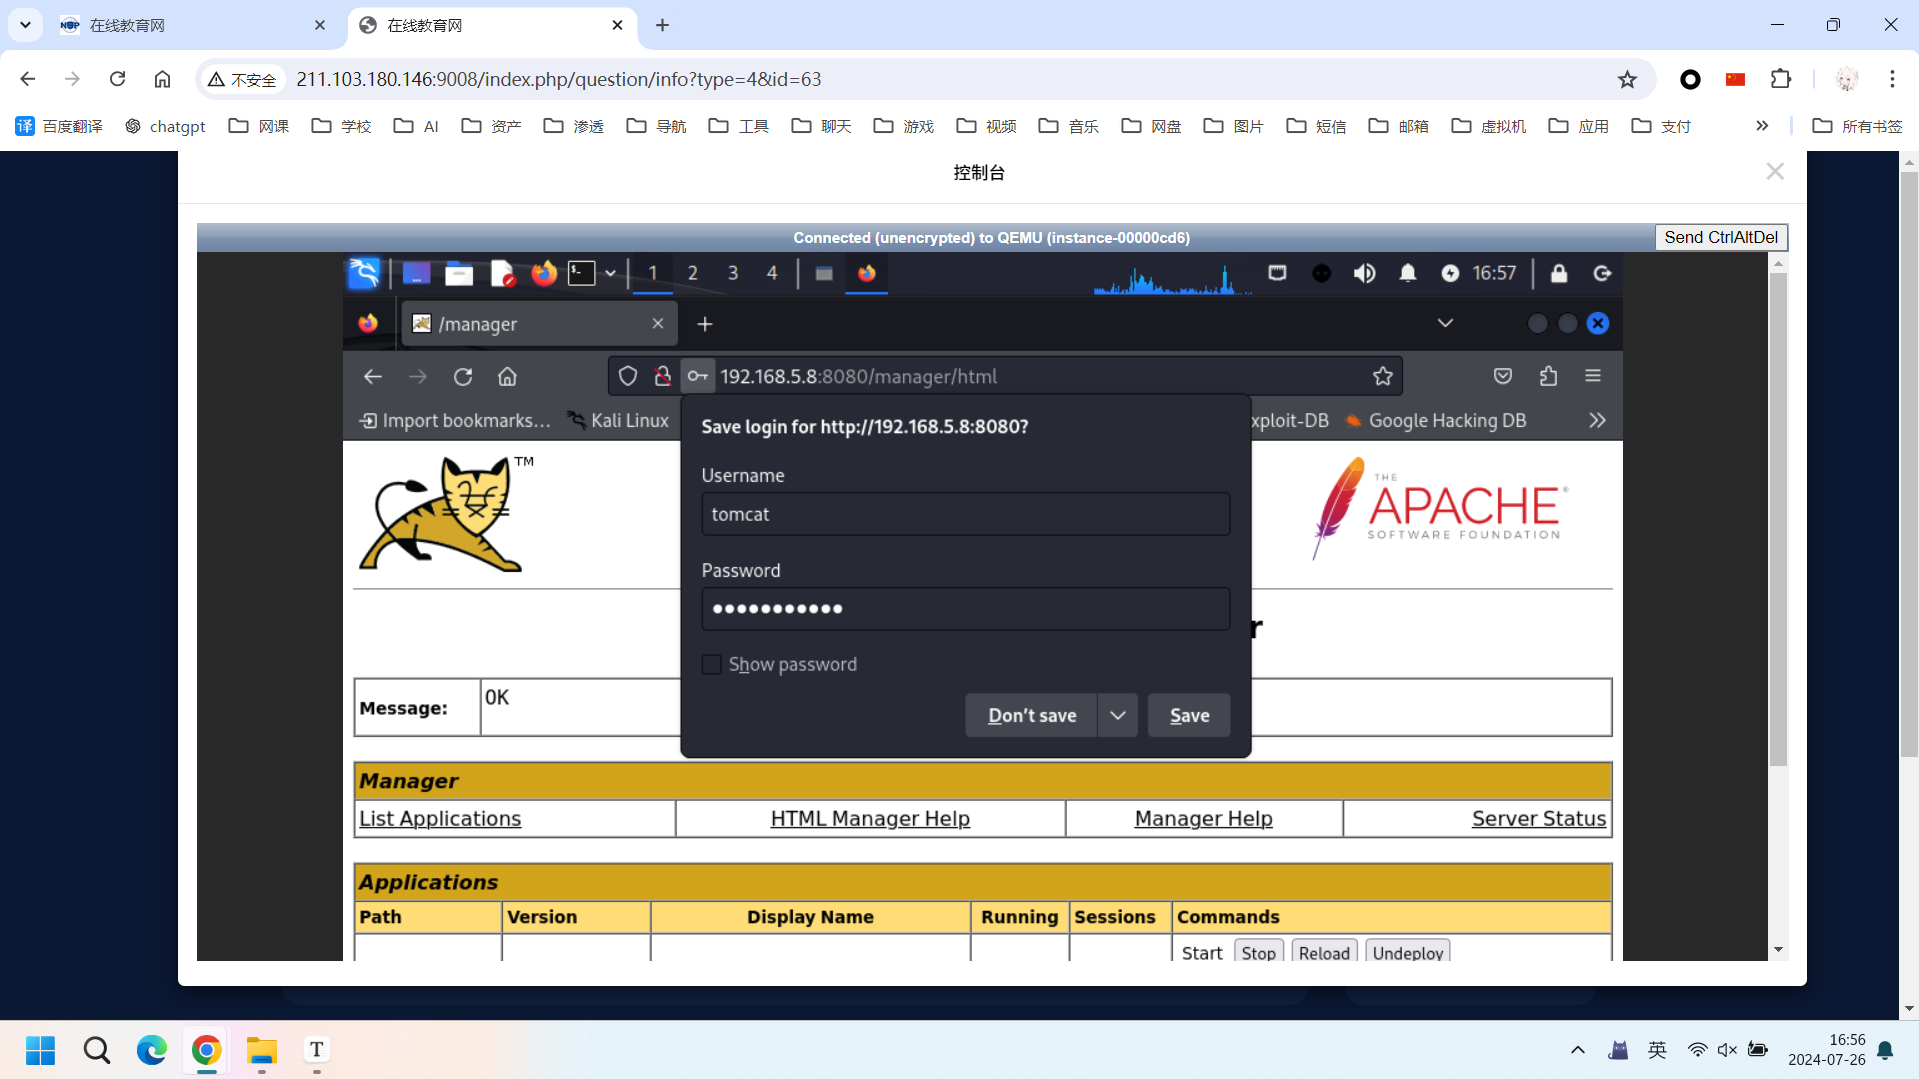 在线教育网
在线教育网
不安全
211.103.180.146:9008/index.php/question/info?type=4&id=63
百度翻译
chatgpt
网课
学校
AI
资产
渗透
导航
工具
聊天
游戏
视频
音乐
网盘
图片
短信
邮箱
虚拟机
应用
支付
所有书签
控制台
Connected (unencrypted) to QEMU (instance-00000cd6)
Send CtrlAltDel
1 2 3 4
16:57
/manager
192.168.5.8:8080/manager/html
Import bookmarks...
Kali Linux
xploit-DB
Google Hacking DB
Save login for http://192.168.5.8:8080?
Username
tomcat
Password
Show password
Don't save
Save
TM
THE
APACHE®
SOFTWARE FOUNDATION
r
Message:
OK
Manager
List Applications
HTML Manager Help
Manager Help
Server Status
Applications
Path
Version
Display Name
Running
Sessions
Commands
Start
Stop
Reload
Undeploy
英
16:56
2024-07-26